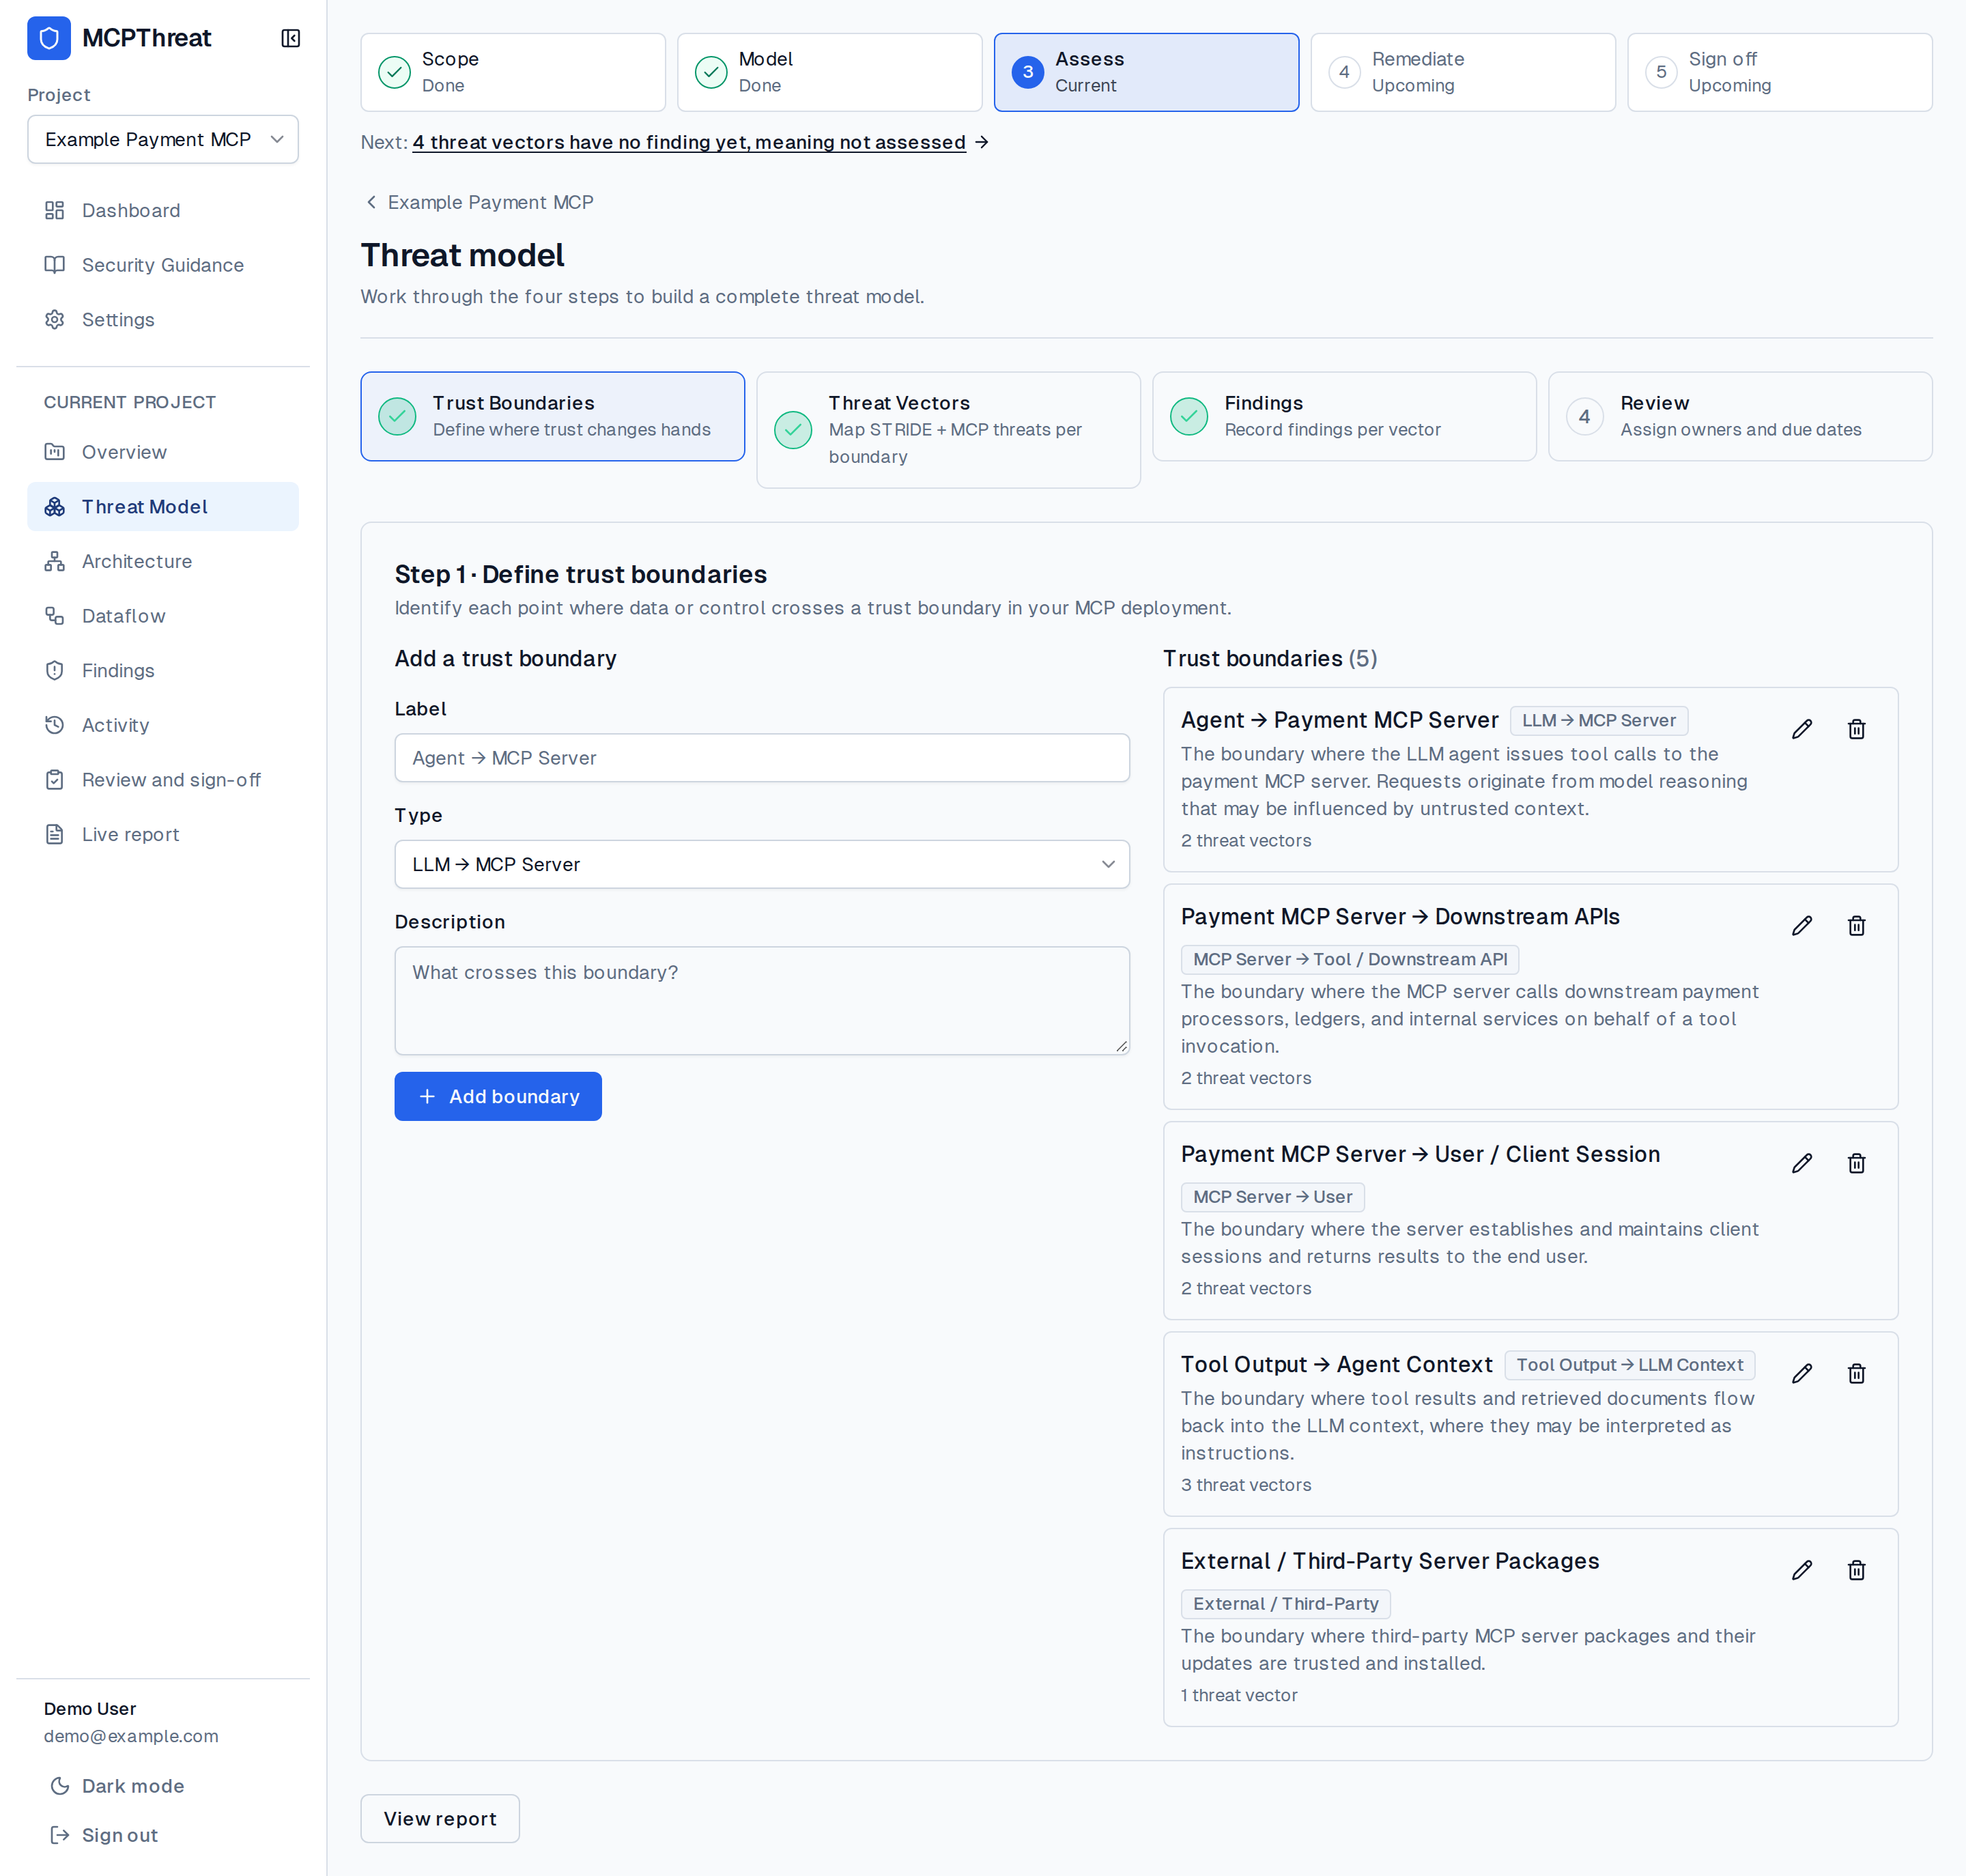 MCPThreat
Project
Example Payment MCP
Dashboard
Security Guidance
Settings
CURRENT PROJECT
Overview
Threat Model
Architecture
Dataflow
Findings
Activity
Review and sign-off
Live report
Demo User
demo@example.com
Dark mode
Sign out
Scope
Done
Model
Done
3
Assess
Current
4
Remediate
Upcoming
5
Sign off
Upcoming
Next: 4 threat vectors have no finding yet, meaning not assessed →
Example Payment MCP
Threat model
Work through the four steps to build a complete threat model.
Trust Boundaries
Define where trust changes hands
Threat Vectors
Map STRIDE + MCP threats per
boundary
Findings
Record findings per vector
4
Review
Assign owners and due dates
Step 1 · Define trust boundaries
Identify each point where data or control crosses a trust boundary in your MCP deployment.
Add a trust boundary
Label
Agent → MCP Server
Type
LLM → MCP Server
Description
What crosses this boundary?
+ Add boundary
Trust boundaries (5)
Agent → Payment MCP Server LLM → MCP Server
The boundary where the LLM agent issues tool calls to the
payment MCP server. Requests originate from model reasoning
that may be influenced by untrusted context.
2 threat vectors
Payment MCP Server → Downstream APIs
MCP Server → Tool / Downstream API
The boundary where the MCP server calls downstream payment
processors, ledgers, and internal services on behalf of a tool
invocation.
2 threat vectors
Payment MCP Server → User / Client Session
MCP Server → User
The boundary where the server establishes and maintains client
sessions and returns results to the end user.
2 threat vectors
Tool Output → Agent Context Tool Output → LLM Context
The boundary where tool results and retrieved documents flow
back into the LLM context, where they may be interpreted as
instructions.
3 threat vectors
External / Third-Party Server Packages
External / Third-Party
The boundary where third-party MCP server packages and their
updates are trusted and installed.
1 threat vector
View report